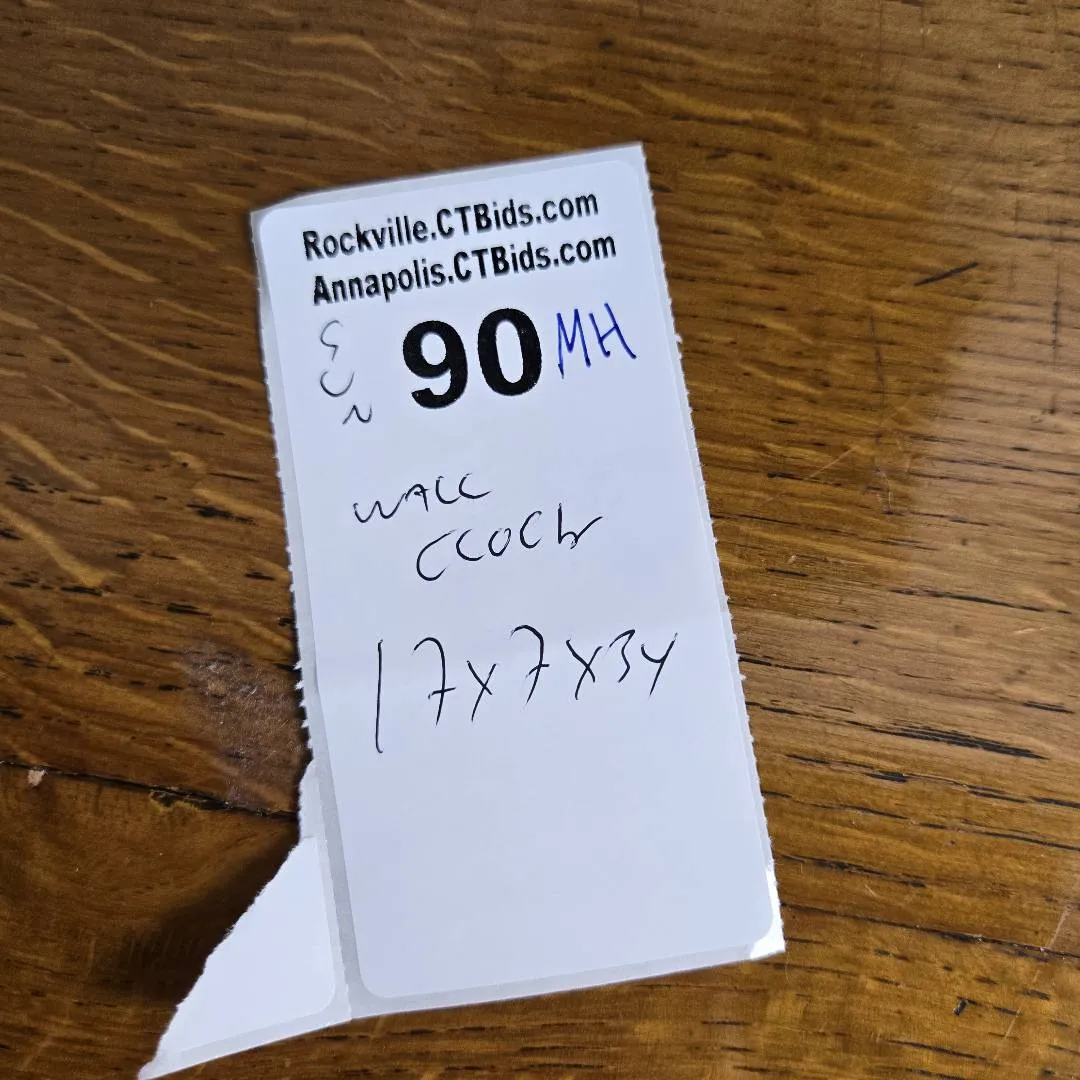 Rockville.CTBids.com
Annapolis.CTBids.com
90 MH
WALL
CLOCK
17x7x34